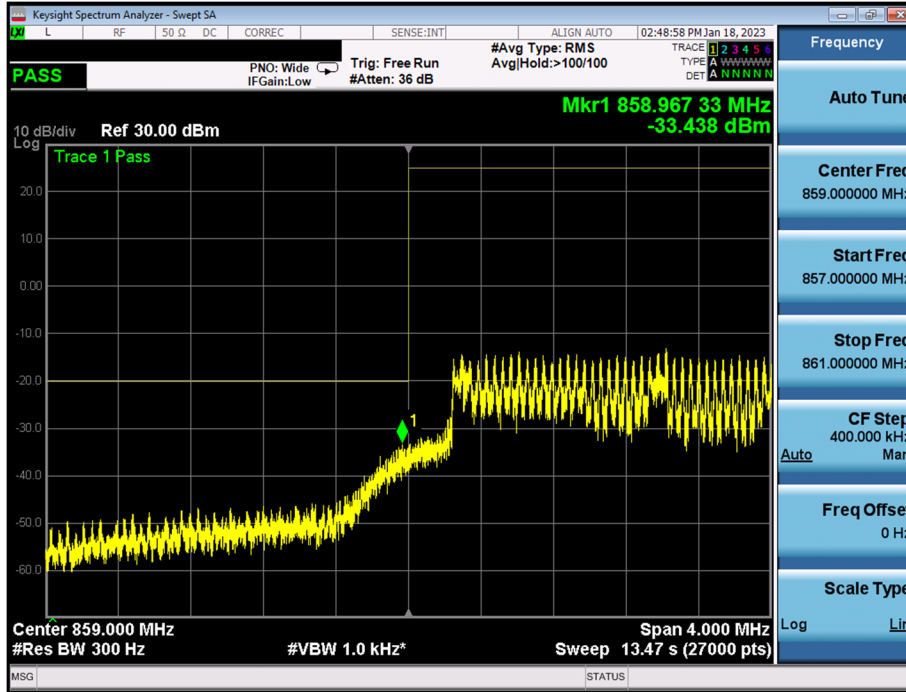 Keysight Spectrum Analyzer - Swept SA
LXI L RF 50 Ω DC CORREC SENSE:INT ALIGN AUTO 02:48:58 PM Jan 18, 2023
PASS
PNO: Wide
IFGain:Low
Trig: Free Run
#Atten: 36 dB
#Avg Type: RMS
Avg|Hold:>100/100
TRACE 1 2 3 4 5 6
TYPE A WWWWW
DET A N N N N N
Mkr1 858.967 33 MHz
-33.438 dBm
10 dB/div Ref 30.00 dBm
Log
Trace 1 Pass
20.0
10.0
0.00
-10.0
-20.0
-30.0
1
-40.0
-50.0
-60.0
Center 859.000 MHz
Span 4.000 MHz
#Res BW 300 Hz
#VBW 1.0 kHz*
Sweep 13.47 s (27000 pts)
MSG
STATUS
Frequency
Auto Tune
Center Freq
859.000000 MHz
Start Freq
857.000000 MHz
Stop Freq
861.000000 MHz
CF Step
400.000 kHz
Auto Man
Freq Offset
0 Hz
Scale Type
Log Lin